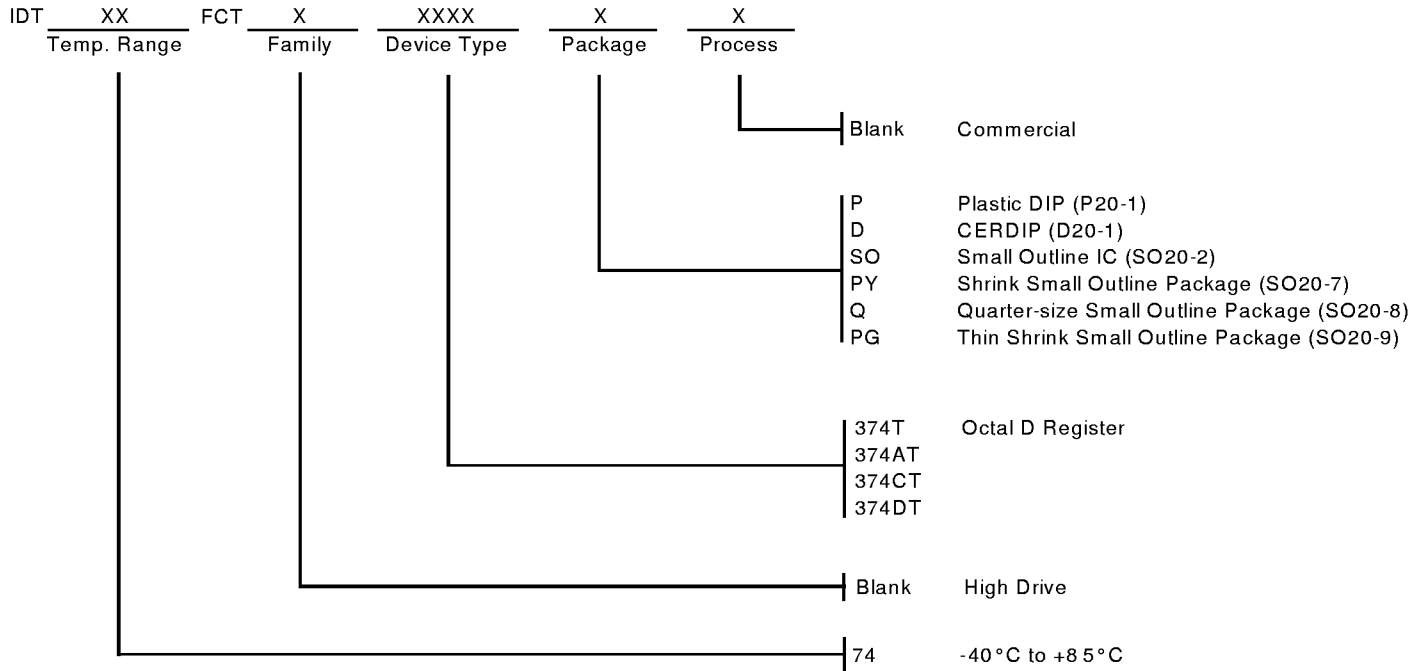 IDT XX FCT X XXXX X X
Temp. Range Family Device Type Package Process
Blank Commercial
P Plastic DIP (P20-1)
D CERDIP (D20-1)
SO Small Outline IC (SO20-2)
PY Shrink Small Outline Package (SO20-7)
Q Quarter-size Small Outline Package (SO20-8)
PG Thin Shrink Small Outline Package (SO20-9)
374T Octal D Register
374AT
374CT
374DT
Blank High Drive
74 -40°C to +85°C